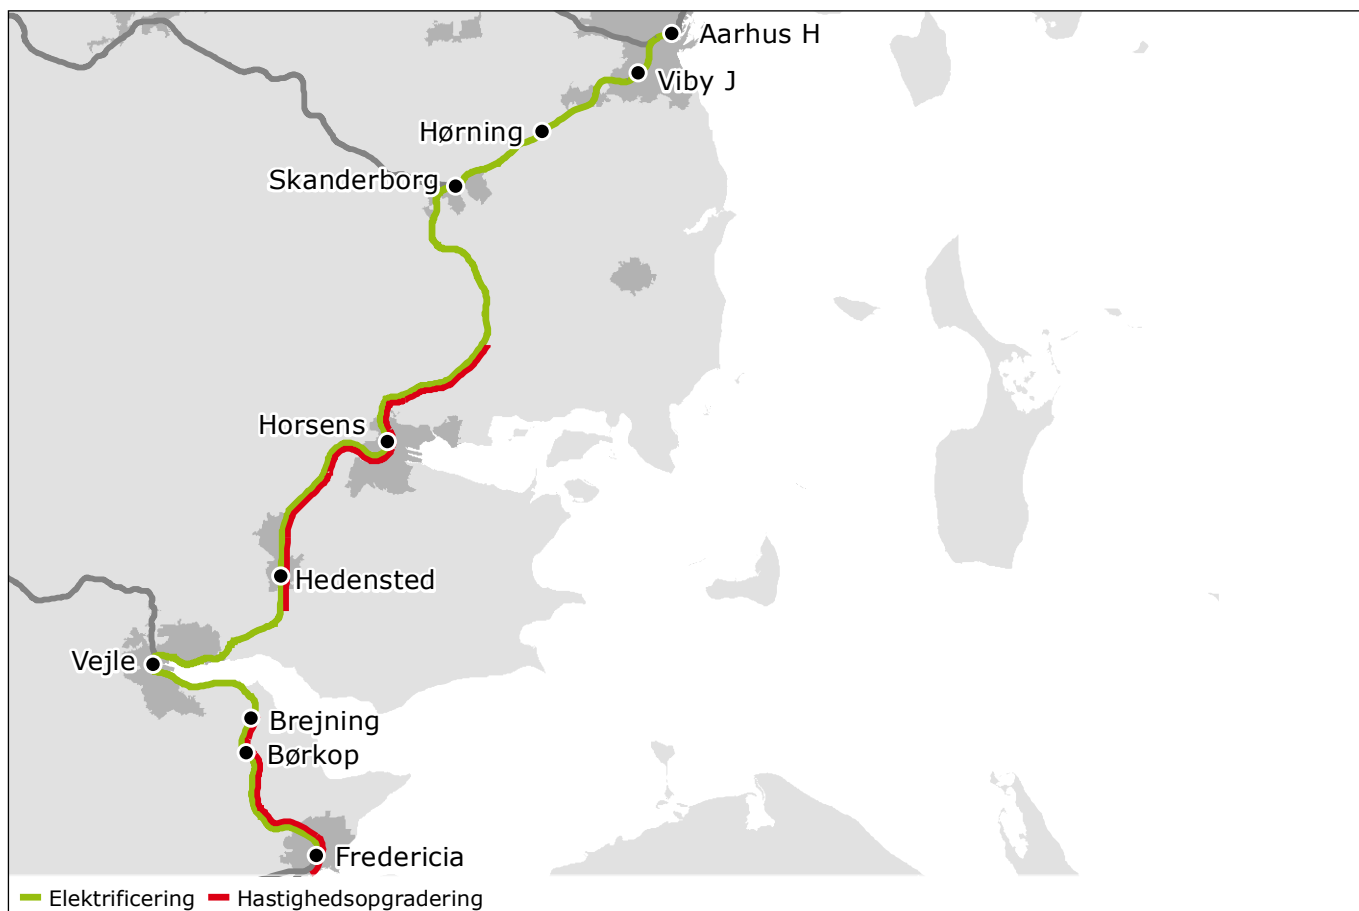 Aarhus H
Viby J
Hørning
Skanderborg
Horsens
Hedensted
Vejle
Brejning
Børkop
Fredericia
Elektrificering
Hastighedsopgradering